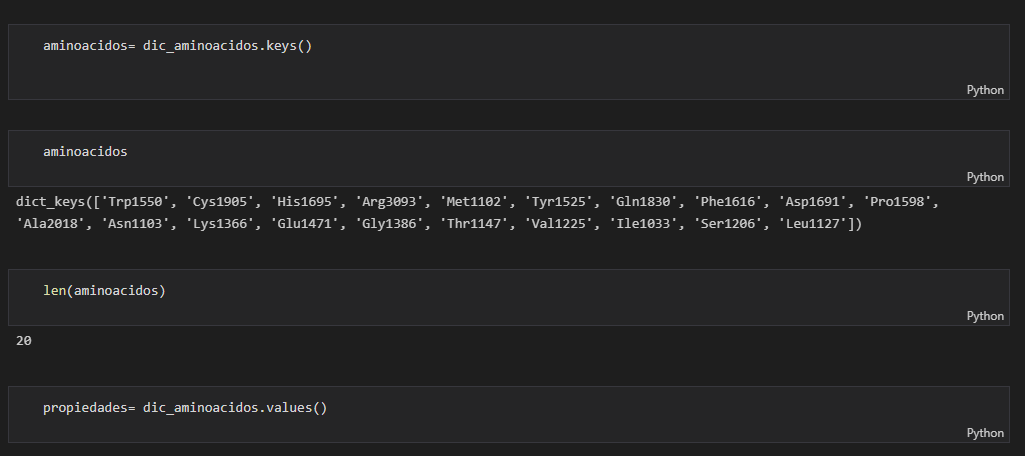 aminoacidos= dic_aminoacidos.keys()
Python
aminoacidos
Python
dict_keys(['Trp1550', 'Cys1905', 'His1695', 'Arg3093', 'Met1102', 'Tyr1525', 'Gln1830', 'Phe1616', 'Asp1691', 'Pro1598',
'Ala2018', 'Asn1103', 'Lys1366', 'Glu1471', 'Gly1386', 'Thr1147', 'Val1225', 'Ile1033', 'Ser1206', 'Leu1127'])
len(aminoacidos)
Python
20
propiedades= dic_aminoacidos.values()
Python